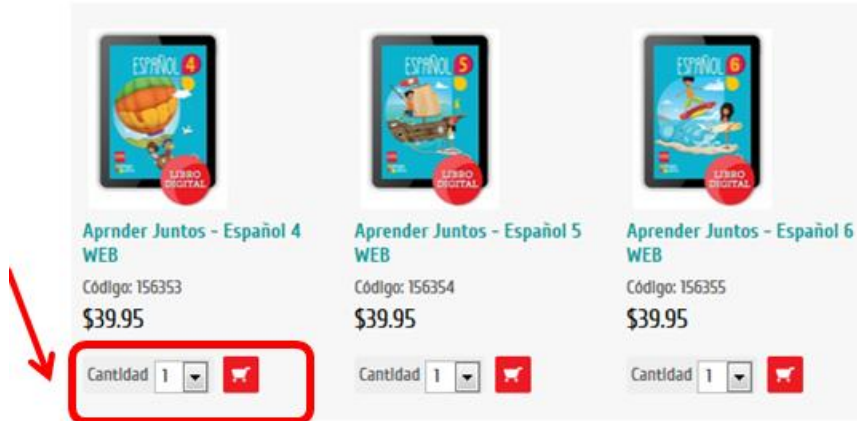 ESPAÑOL 4
LIBRO
DIGITAL
Aprnder Juntos - Español 4
WEB
Código: 156353
$39.95
Cantidad 1
ESPAÑOL 5
LIBRO
DIGITAL
Aprender Juntos - Español 5
WEB
Código: 156354
$39.95
Cantidad 1
ESPAÑOL 6
LIBRO
DIGITAL
Aprender Juntos - Español 6
WEB
Código: 156355
$39.95
Cantidad 1